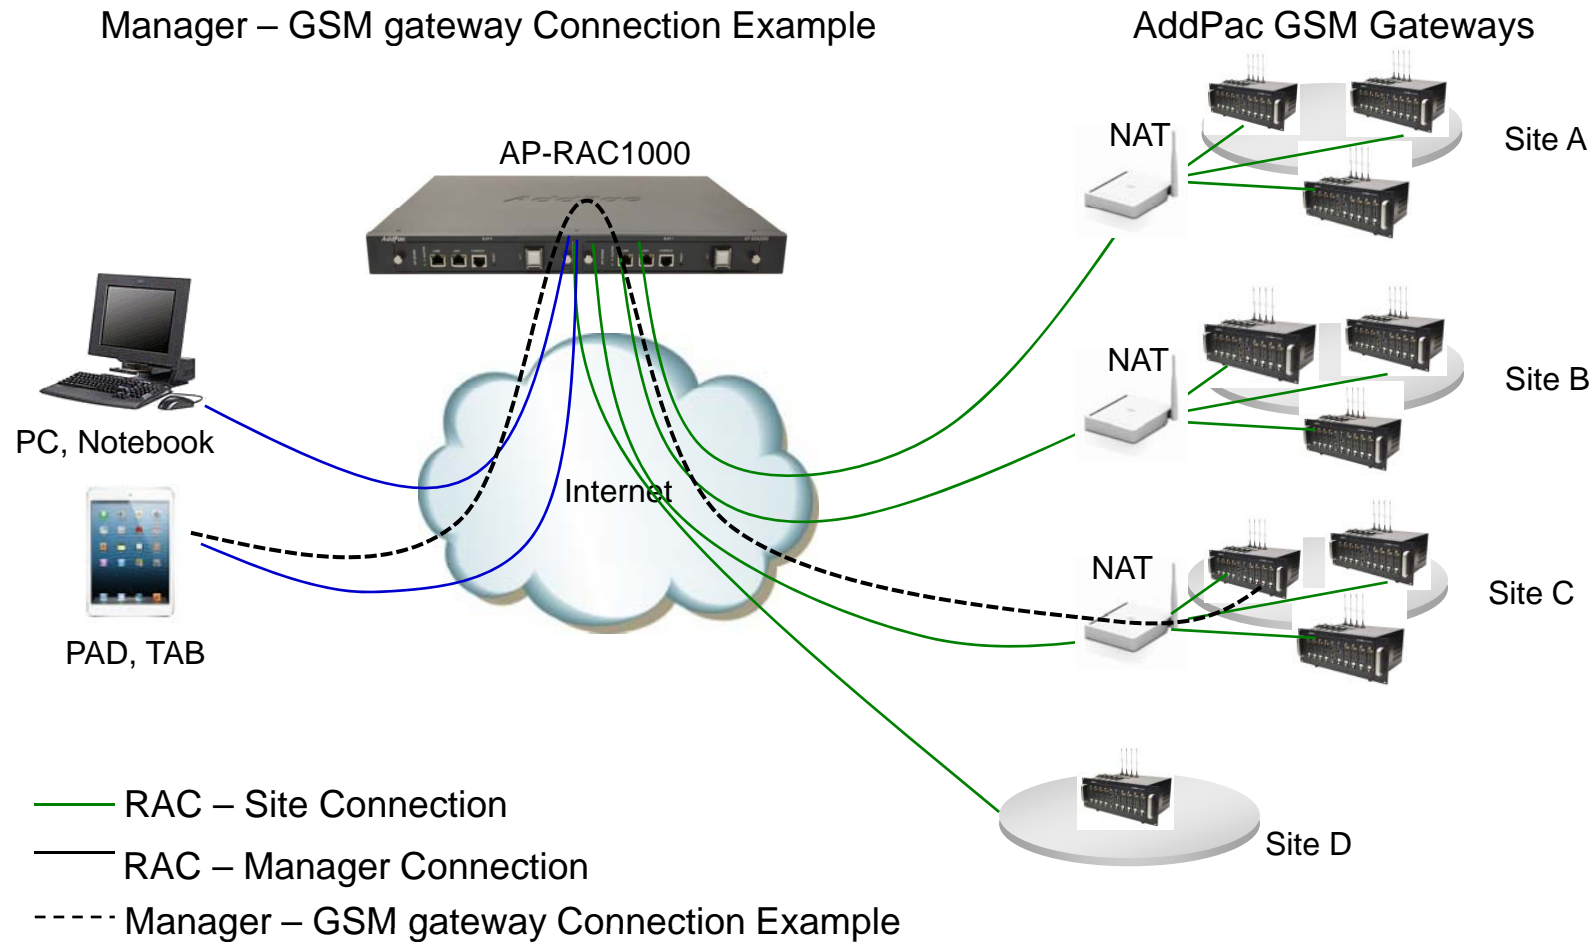 Manager – GSM gateway Connection Example
AddPac GSM Gateways
AP-RAC1000
NAT
Site A
AddPac
NAT
Site B
PC, Notebook
Internet
NAT
Site C
PAD, TAB
Site D
RAC – Site Connection
RAC – Manager Connection
Manager – GSM gateway Connection Example